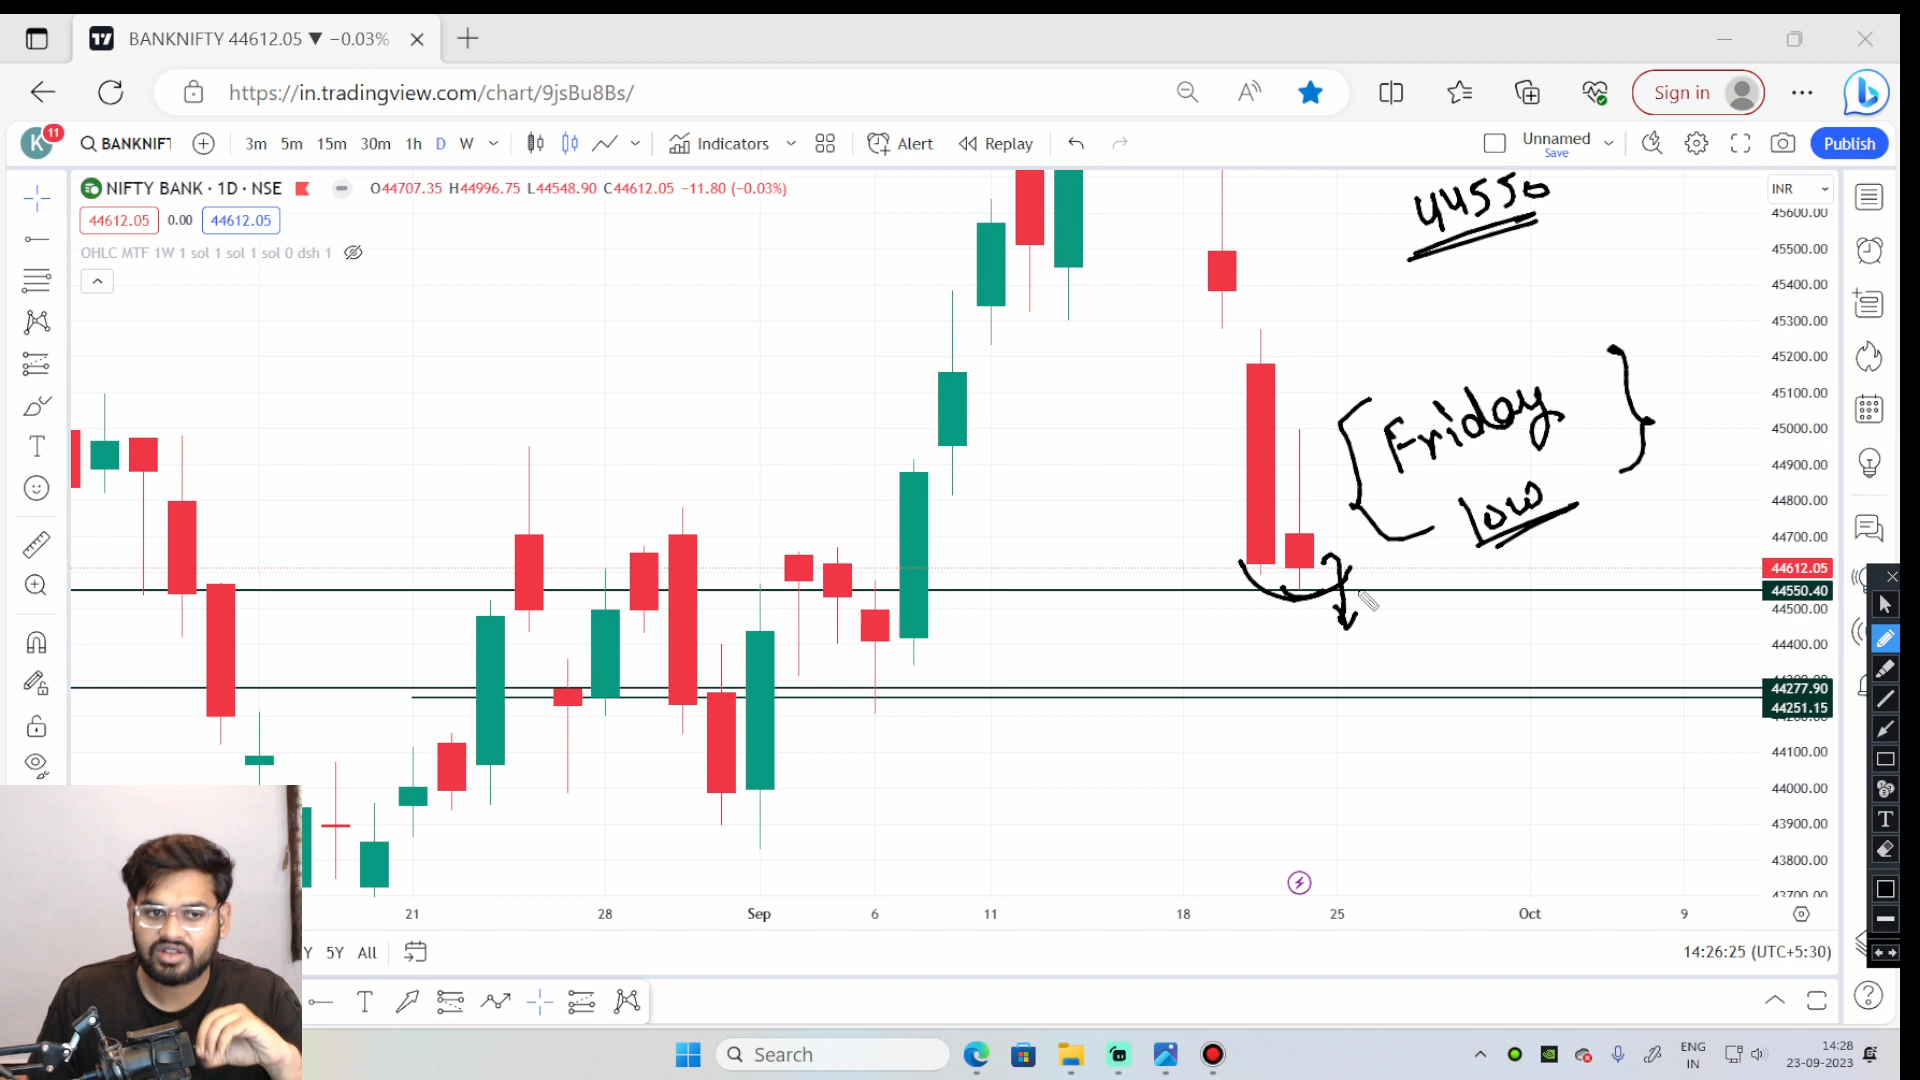 BANKNIFTY 44612.05 ▼ −0.03%
https://in.tradingview.com/chart/9jsBu8Bs/
Sign in
K 11
BANKNIFT
3m 5m 15m 30m 1h D W
Indicators
Alert
Replay
Unnamed
Save
Publish
NIFTY BANK · 1D · NSE
O44707.35 H44996.75 L44548.90 C44612.05 −11.80 (−0.03%)
44612.05 0.00 44612.05
OHLC MTF 1W 1 sol 1 sol 1 sol 0 dsh 1
INR
44550
Friday
Low
45600.00
45500.00
45400.00
45300.00
45200.00
45100.00
45000.00
44900.00
44800.00
44700.00
44612.05
44550.40
44500.00
44400.00
44277.90
44251.15
44100.00
44000.00
43900.00
43800.00
43700.00
21 28 Sep 6 11 18 25 Oct 9
Y 5Y All
14:26:25 (UTC+5:30)
Search
ENG
IN
14:28
23-09-2023